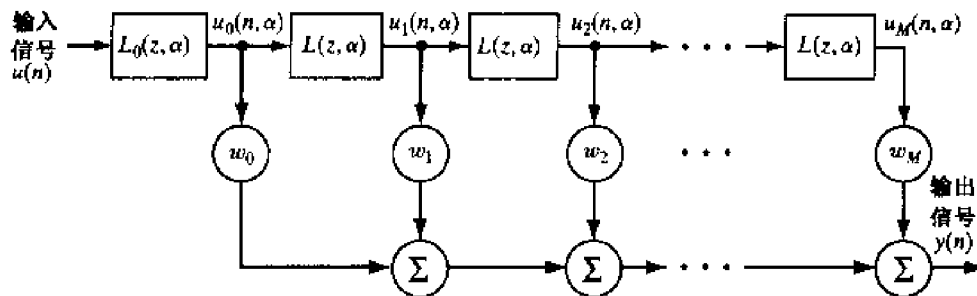 输入
信号
u(n)
L₀(z, α)
u₀(n, α)
L(z, α)
u₁(n, α)
L(z, α)
u₂(n, α)
· · ·
L(z, α)
u_M(n, α)
w₀
w₁
w₂
· · ·
w_M
Σ
Σ
· · ·
Σ
输出
信号
y(n)